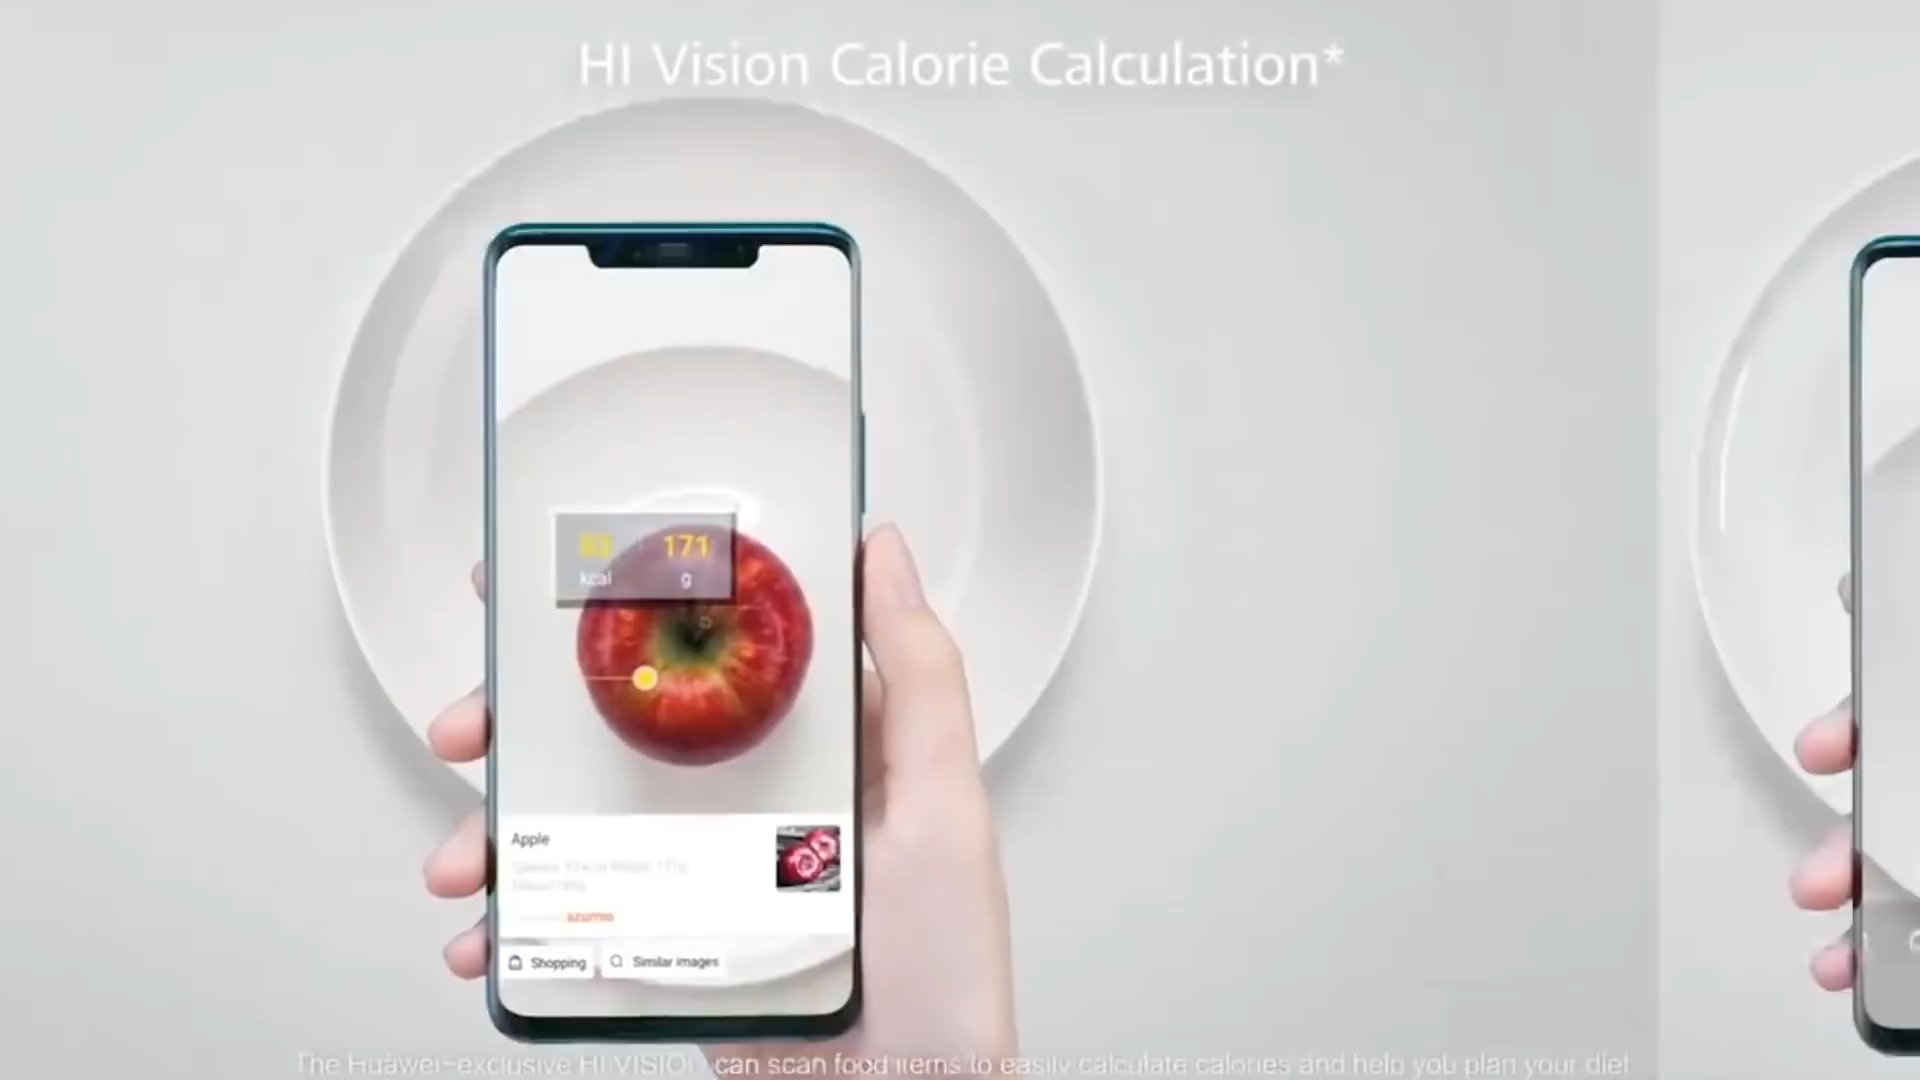 HI Vision Calorie Calculation*
171
kcal g
Apple
azumio
Shopping Similar images
The Huawei-exclusive HI VISION can scan food items to easily calculate calories and help you plan your diet